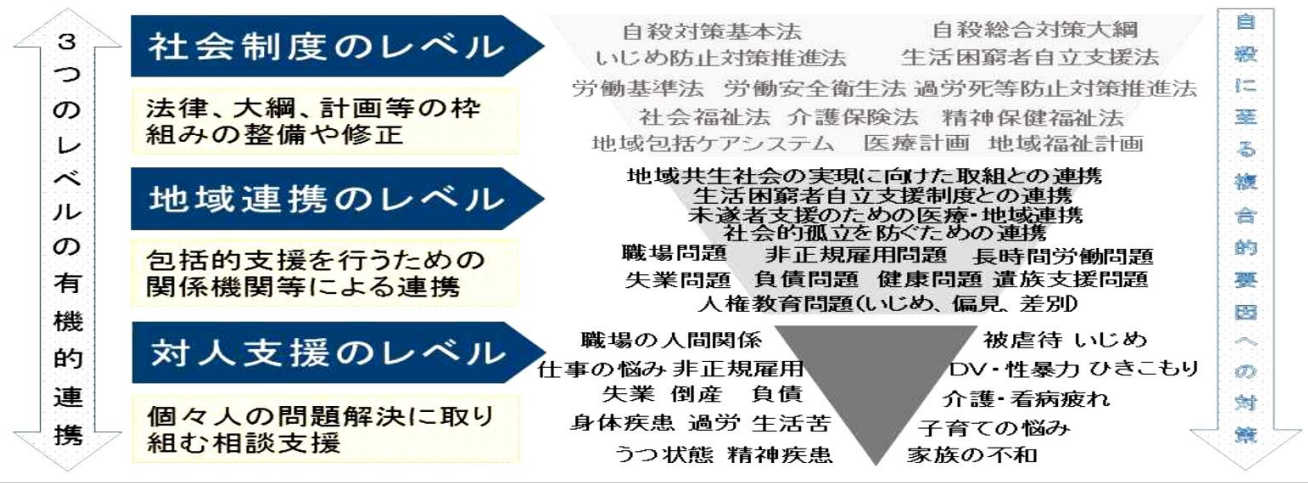 3つのレベルの有機的連携
社会制度のレベル
法律、大綱、計画等の枠
組みの整備や修正
自殺対策基本法 自殺総合対策大綱
いじめ防止対策推進法 生活困窮者自立支援法
労働基準法 労働安全衛生法 過労死等防止対策推進法
社会福祉法 介護保険法 精神保健福祉法
地域包括ケアシステム 医療計画 地域福祉計画
地域連携のレベル
包括的支援を行うための
関係機関等による連携
地域共生社会の実現に向けた取組との連携
生活困窮者自立支援制度との連携
未遂者支援のための医療・地域連携
社会的孤立を防ぐための連携
職場問題 非正規雇用問題 長時間労働問題
失業問題 負債問題 健康問題 遺族支援問題
人権教育問題(いじめ、偏見、差別)
対人支援のレベル
個々人の問題解決に取り
組む相談支援
職場の人間関係 被虐待 いじめ
仕事の悩み 非正規雇用 DV・性暴力 ひきこもり
失業 倒産 負債 介護・看病疲れ
身体疾患 過労 生活苦 子育ての悩み
うつ状態 精神疾患 家族の不和
自殺に至る複合的要因への対策